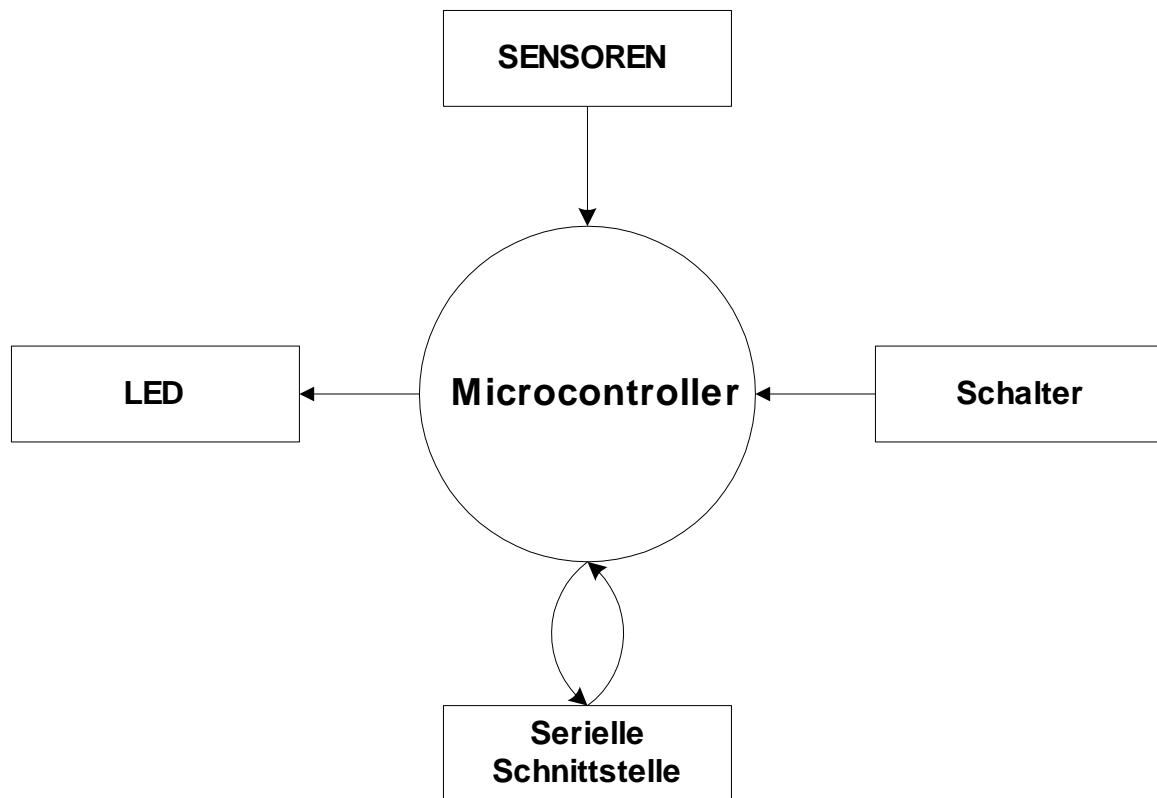 SENSOREN
LED
Microcontroller
Schalter
Serielle
Schnittstelle